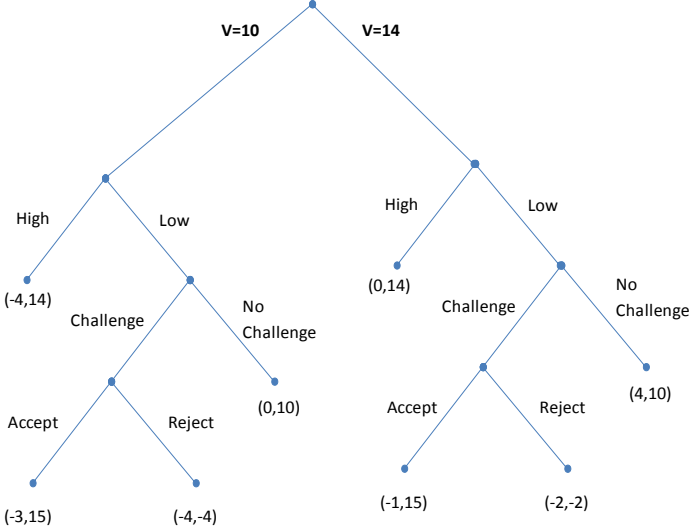 V=10
V=14
High
Low
High
Low
(-4,14)
(0,14)
Challenge
No
Challenge
Challenge
No
Challenge
(0,10)
(4,10)
Accept
Reject
Accept
Reject
(-3,15)
(-4,-4)
(-1,15)
(-2,-2)